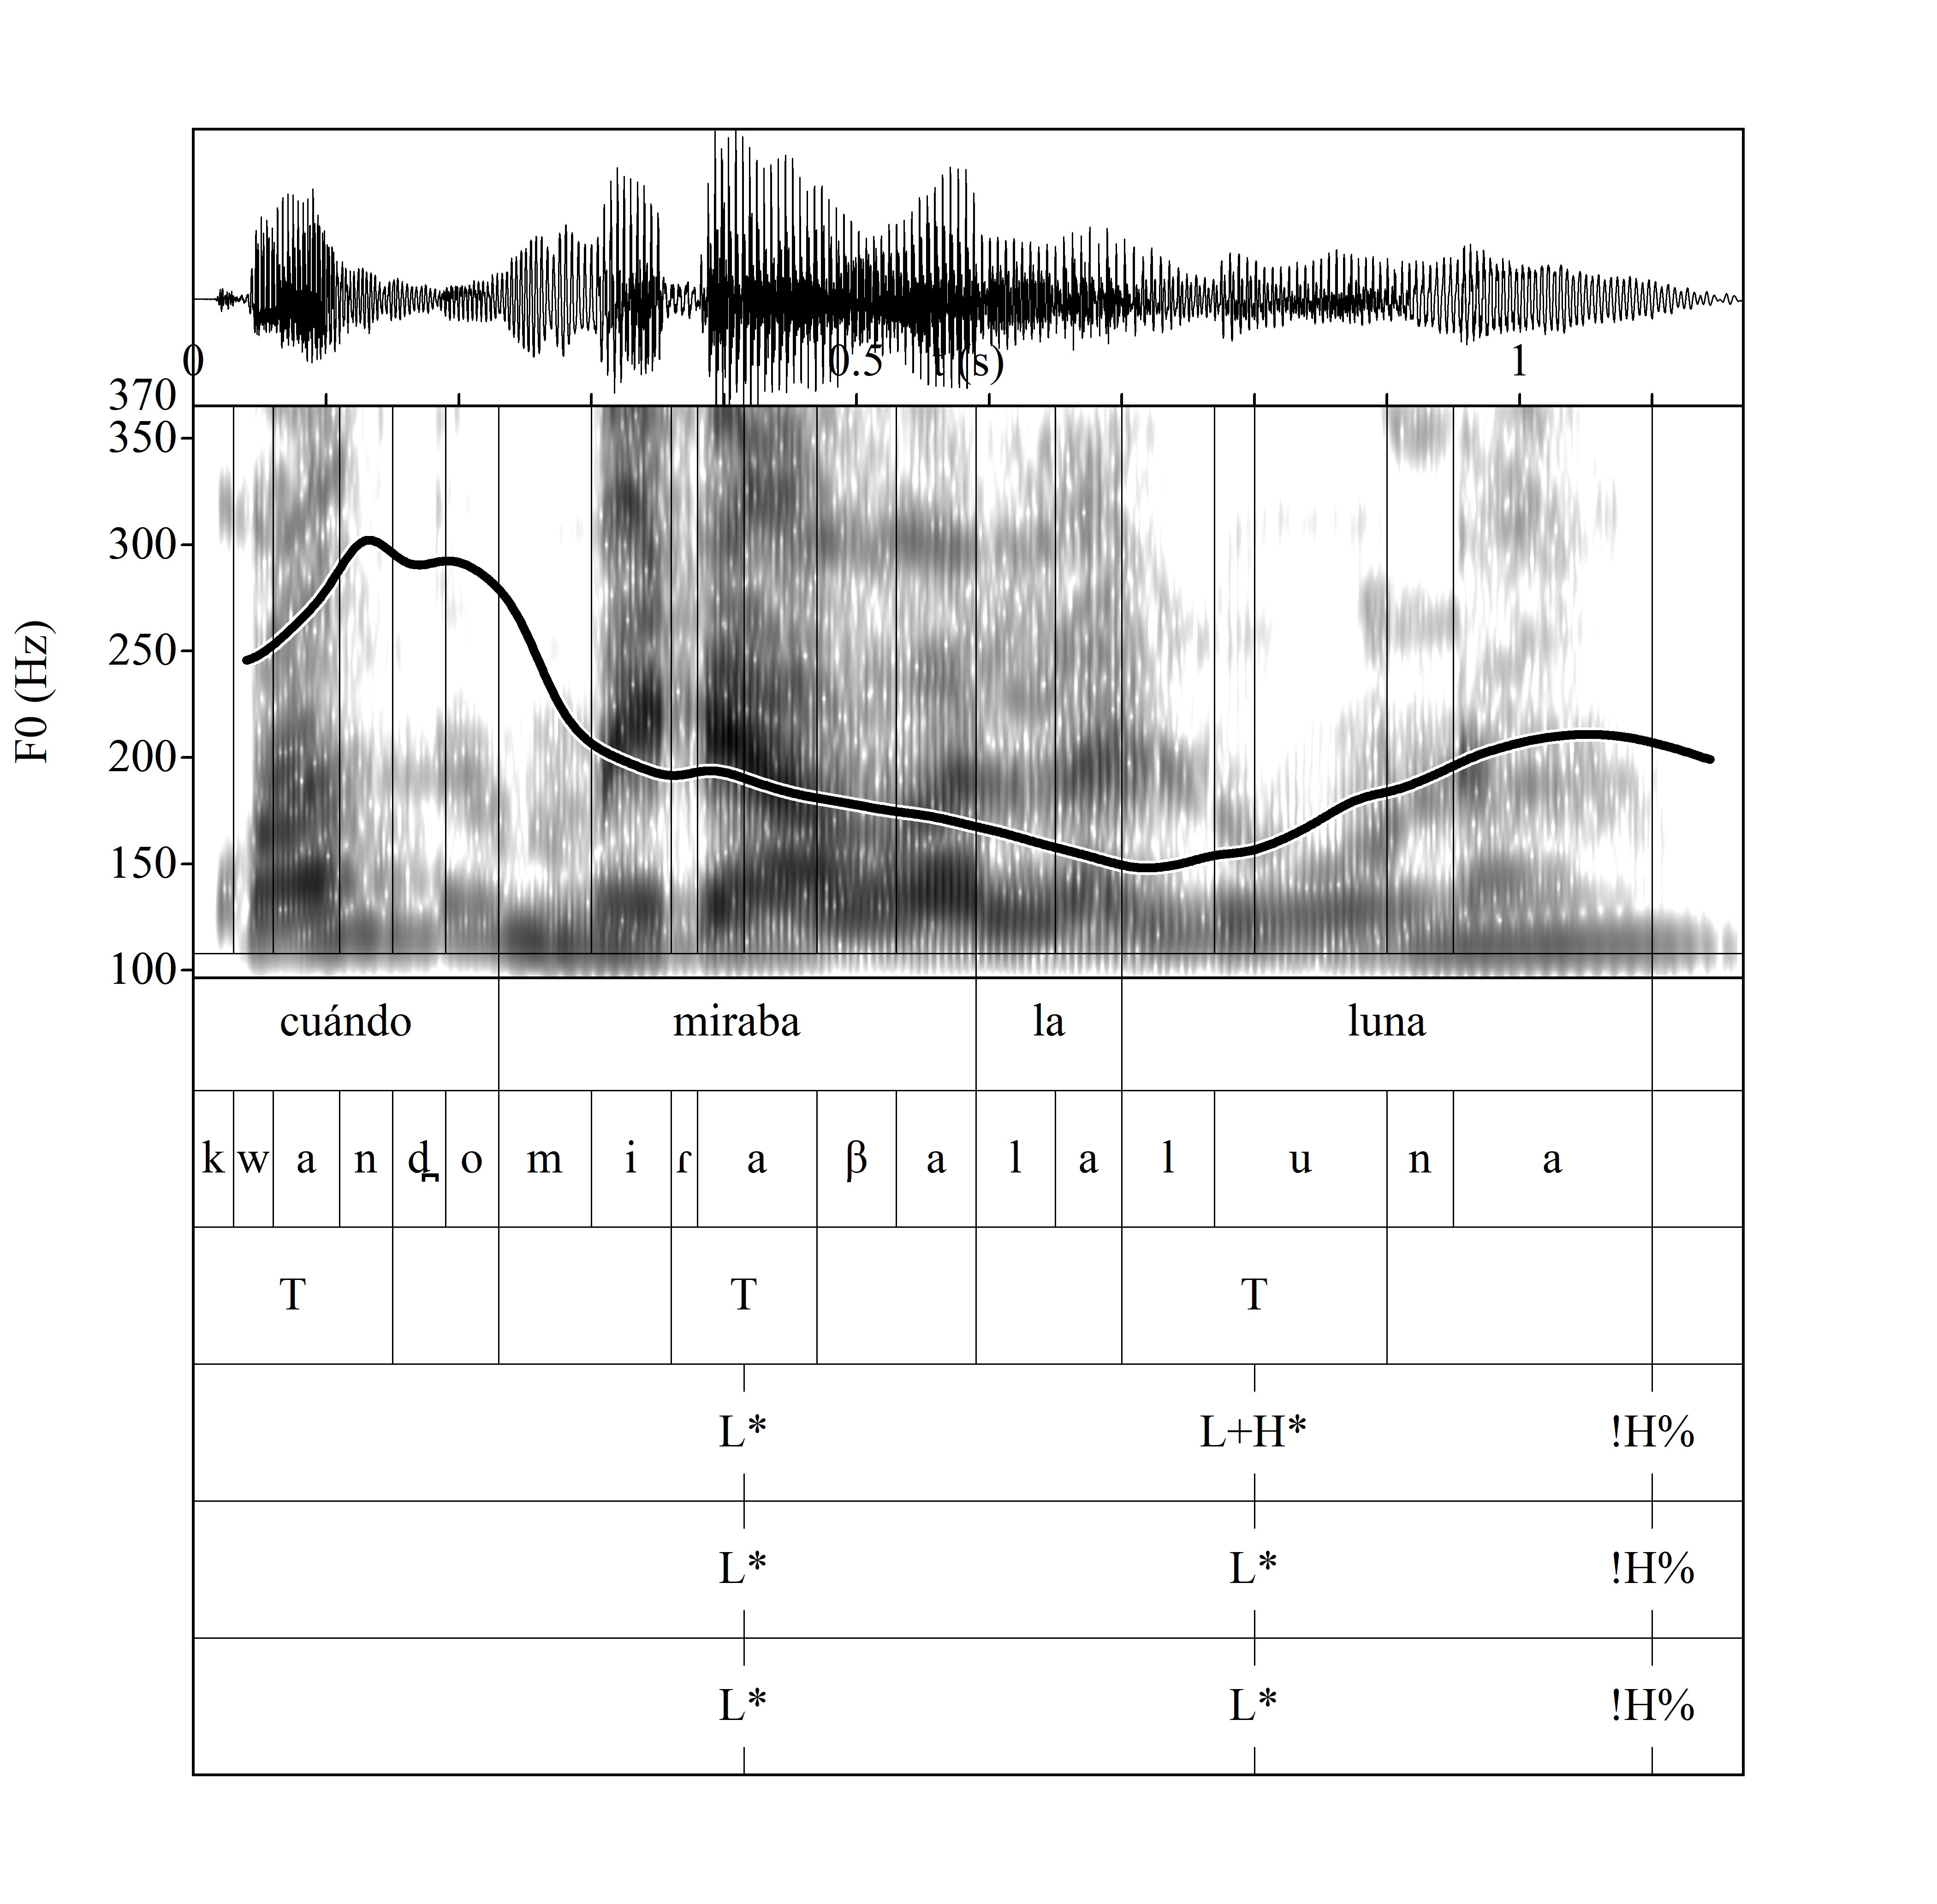 0 0.5 t (s) 1
370
350
300
250
200
150
100
F0 (Hz)
cuándo miraba la luna
k w a n d̪ o m i ɾ a β a l a l u n a
T T T
L* L+H* !H%
L* L* !H%
L* L* !H%